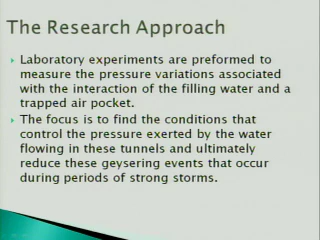 The Research Approach
Laboratory experiments are preformed to
measure the pressure variations associated
with the interaction of the filling water and a
trapped air pocket.
The focus is to find the conditions that
control the pressure exerted by the water
flowing in these tunnels and ultimately
reduce these geysering events that occur
during periods of strong storms.